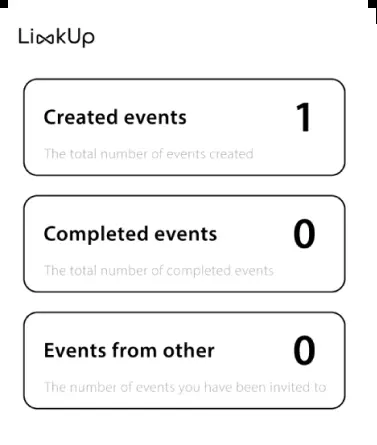 LinkUp
Created events
1
The total number of events created
Completed events
0
The total number of completed events
Events from other
0
The number of events you have been invited to